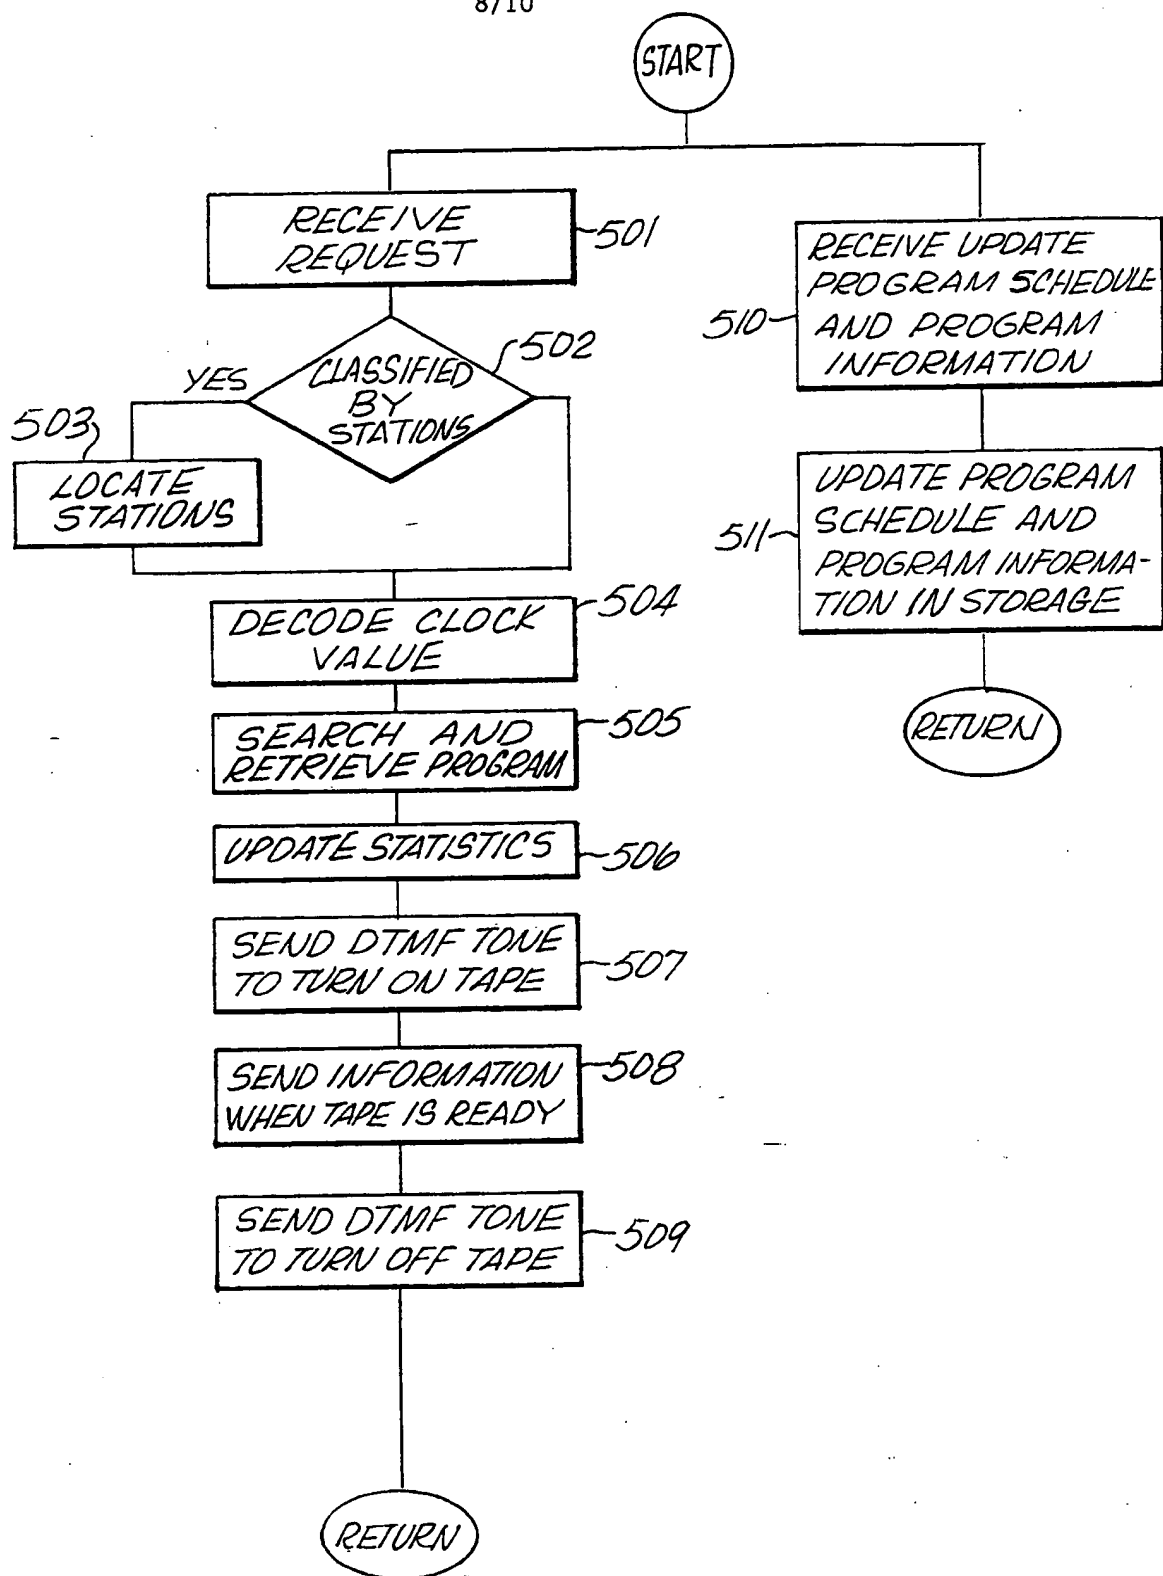 8/10
START
RECEIVE
REQUEST
501
CLASSIFIED
BY
STATIONS
502
YES
503
LOCATE
STATIONS
DECODE CLOCK
VALUE
504
SEARCH AND
RETRIEVE PROGRAM
505
UPDATE STATISTICS
506
SEND DTMF TONE
TO TURN ON TAPE
507
SEND INFORMATION
WHEN TAPE IS READY
508
SEND DTMF TONE
TO TURN OFF TAPE
509
RETURN
RECEIVE UPDATE
PROGRAM SCHEDULE
AND PROGRAM
INFORMATION
510
UPDATE PROGRAM
SCHEDULE AND
PROGRAM INFORMA-
TION IN STORAGE
511
RETURN